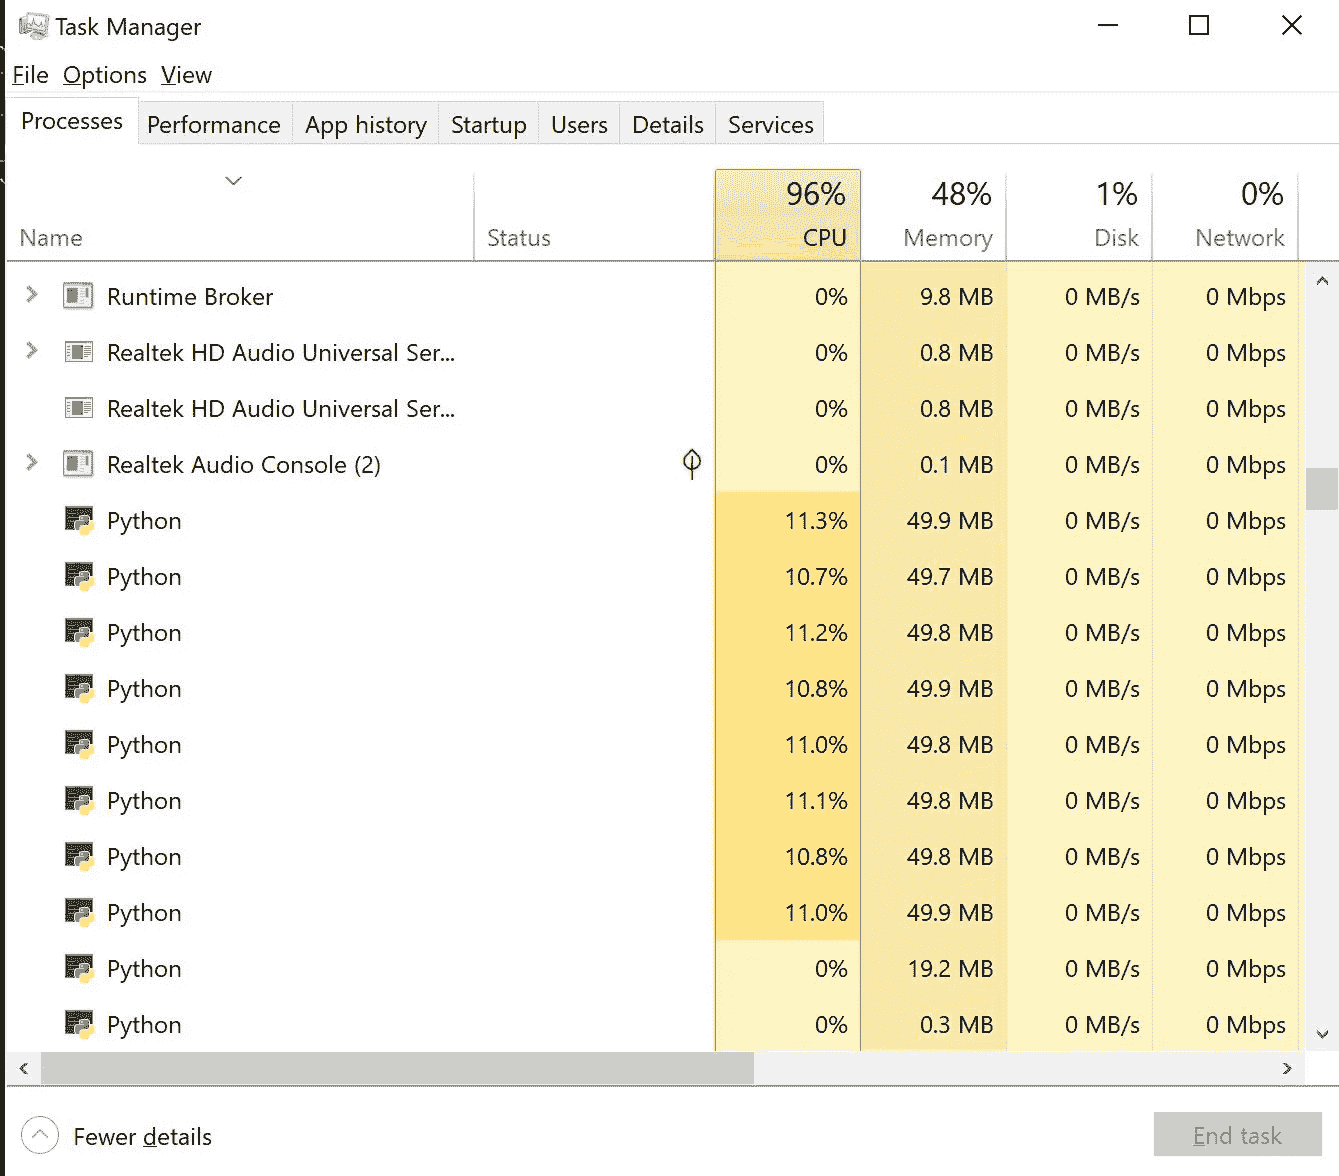 Task Manager
File Options View
Processes Performance App history Startup Users Details Services
96% 48% 1% 0%
Name Status CPU Memory Disk Network
Runtime Broker 0% 9.8 MB 0 MB/s 0 Mbps
Realtek HD Audio Universal Ser... 0% 0.8 MB 0 MB/s 0 Mbps
Realtek HD Audio Universal Ser... 0% 0.8 MB 0 MB/s 0 Mbps
Realtek Audio Console (2) 0% 0.1 MB 0 MB/s 0 Mbps
Python 11.3% 49.9 MB 0 MB/s 0 Mbps
Python 10.7% 49.7 MB 0 MB/s 0 Mbps
Python 11.2% 49.8 MB 0 MB/s 0 Mbps
Python 10.8% 49.9 MB 0 MB/s 0 Mbps
Python 11.0% 49.8 MB 0 MB/s 0 Mbps
Python 11.1% 49.8 MB 0 MB/s 0 Mbps
Python 10.8% 49.8 MB 0 MB/s 0 Mbps
Python 11.0% 49.9 MB 0 MB/s 0 Mbps
Python 0% 19.2 MB 0 MB/s 0 Mbps
Python 0% 0.3 MB 0 MB/s 0 Mbps
Fewer details End task